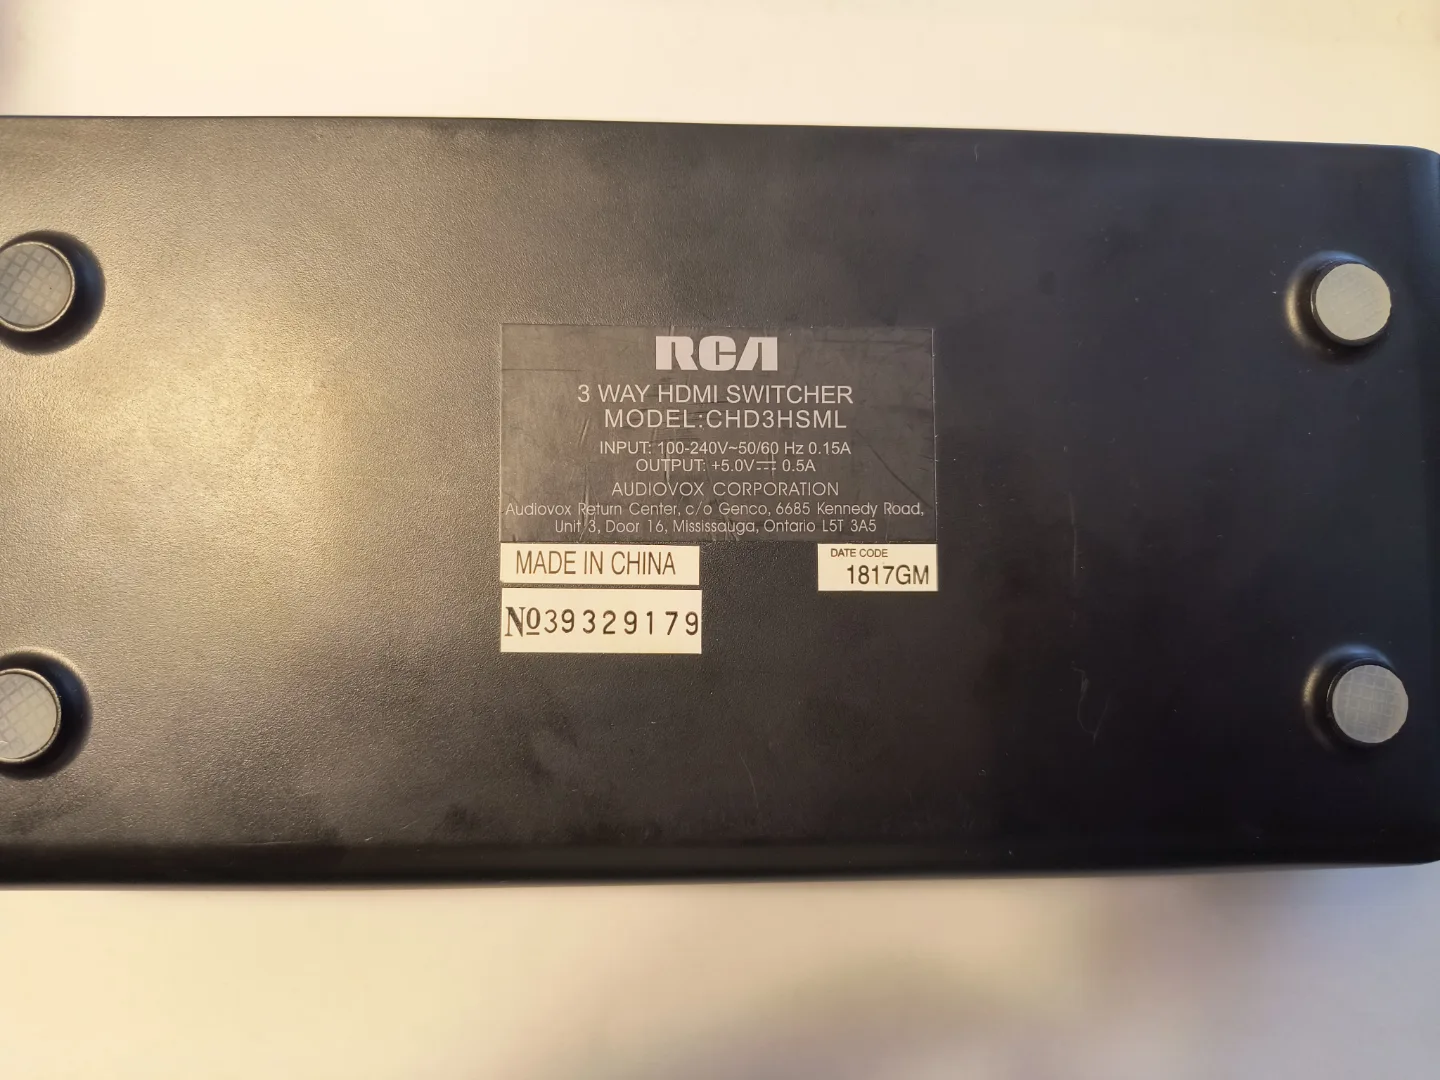 RCA
3 WAY HDMI SWITCHER
MODEL:CHD3HSML
INPUT: 100-240V~50/60 Hz 0.15A
OUTPUT: +5.0V⎓ 0.5A
AUDIOVOX CORPORATION
Audiovox Return Center, c/o Genco, 6685 Kennedy Road,
Unit 3, Door 16, Mississauga, Ontario L5T 3A5
MADE IN CHINA
№39329179
DATE CODE
1817GM